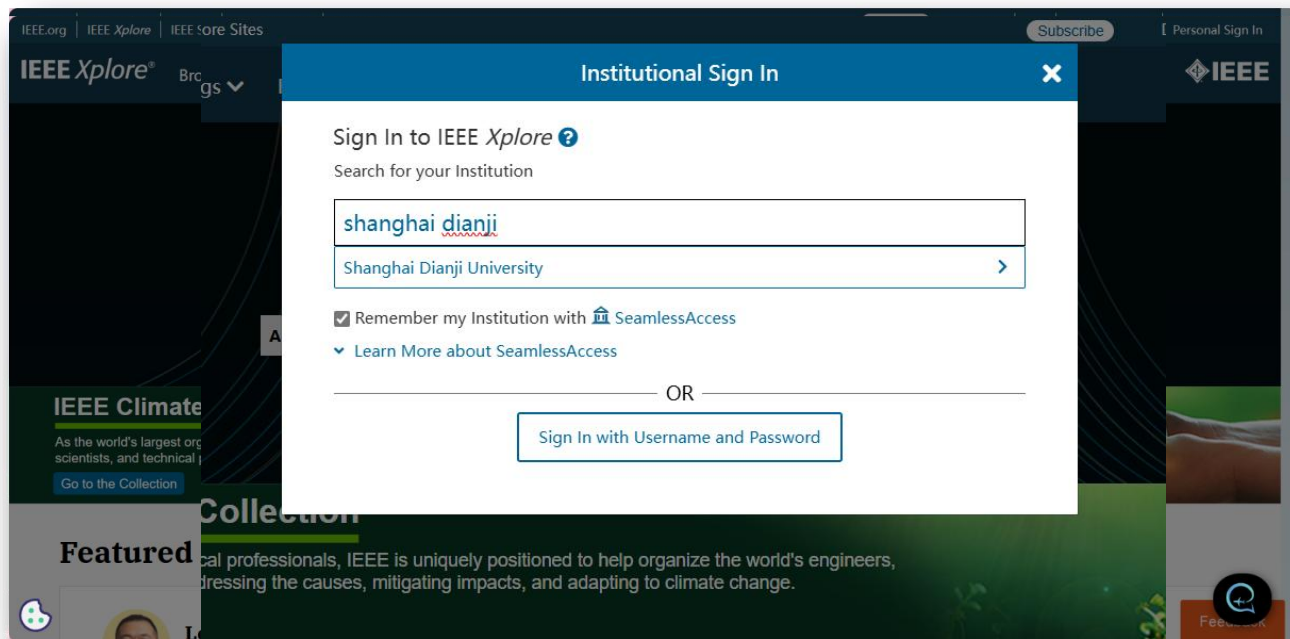 IEEE.org IEEE Xplore IEEE ore Sites Subscribe Personal Sign In
IEEE Xplore® gs Institutional Sign In IEEE
Sign In to IEEE Xplore
Search for your Institution
shanghai dianji
Shanghai Dianji University
Remember my Institution with SeamlessAccess
Learn More about SeamlessAccess
OR
Sign In with Username and Password
IEEE Climate
As the world's largest
scientists, and technical
Go to the Collection
Collection
Featured
professionals, IEEE is uniquely positioned to help organize the world's engineers,
the causes, mitigating impacts, and adapting to climate change.